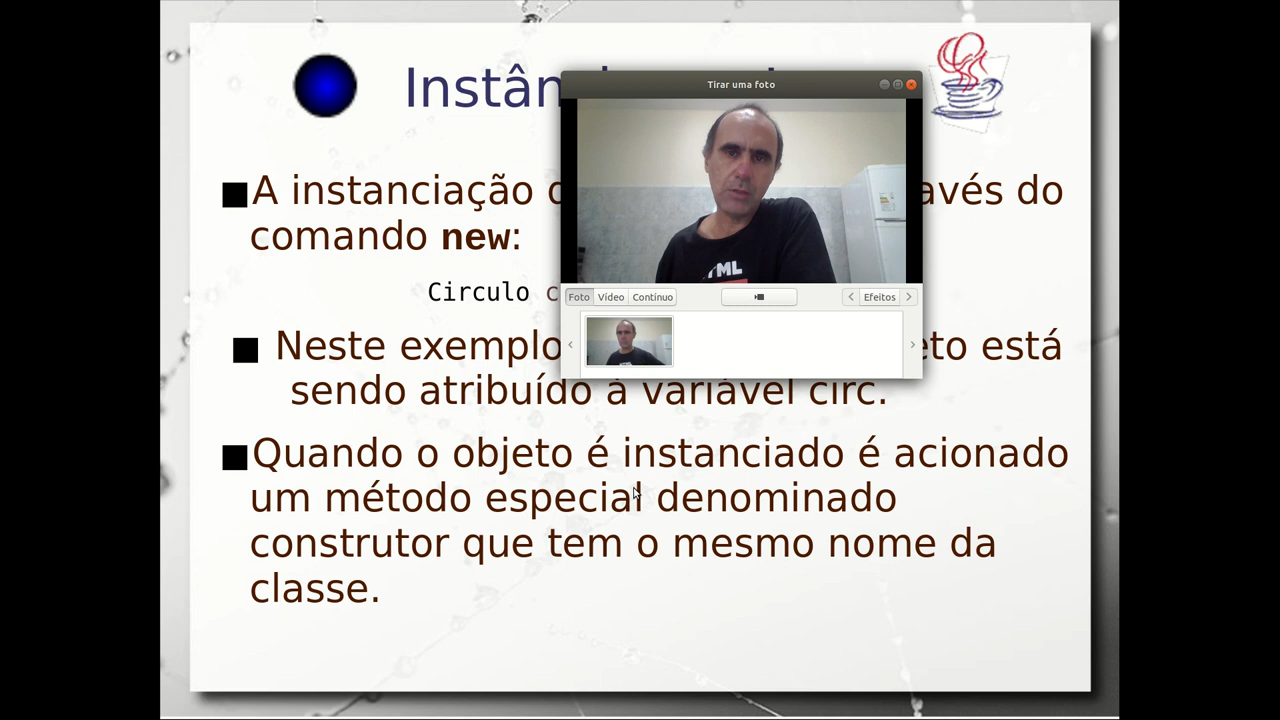 Instân
Tirar uma foto
A instanciação
avés do
comando new:
Foto Vídeo Contínuo Efeitos
Circulo
Neste exemplo
está
sendo atribuído à variável circ.
Quando o objeto é instanciado é acionado
um método especial denominado
construtor que tem o mesmo nome da
classe.